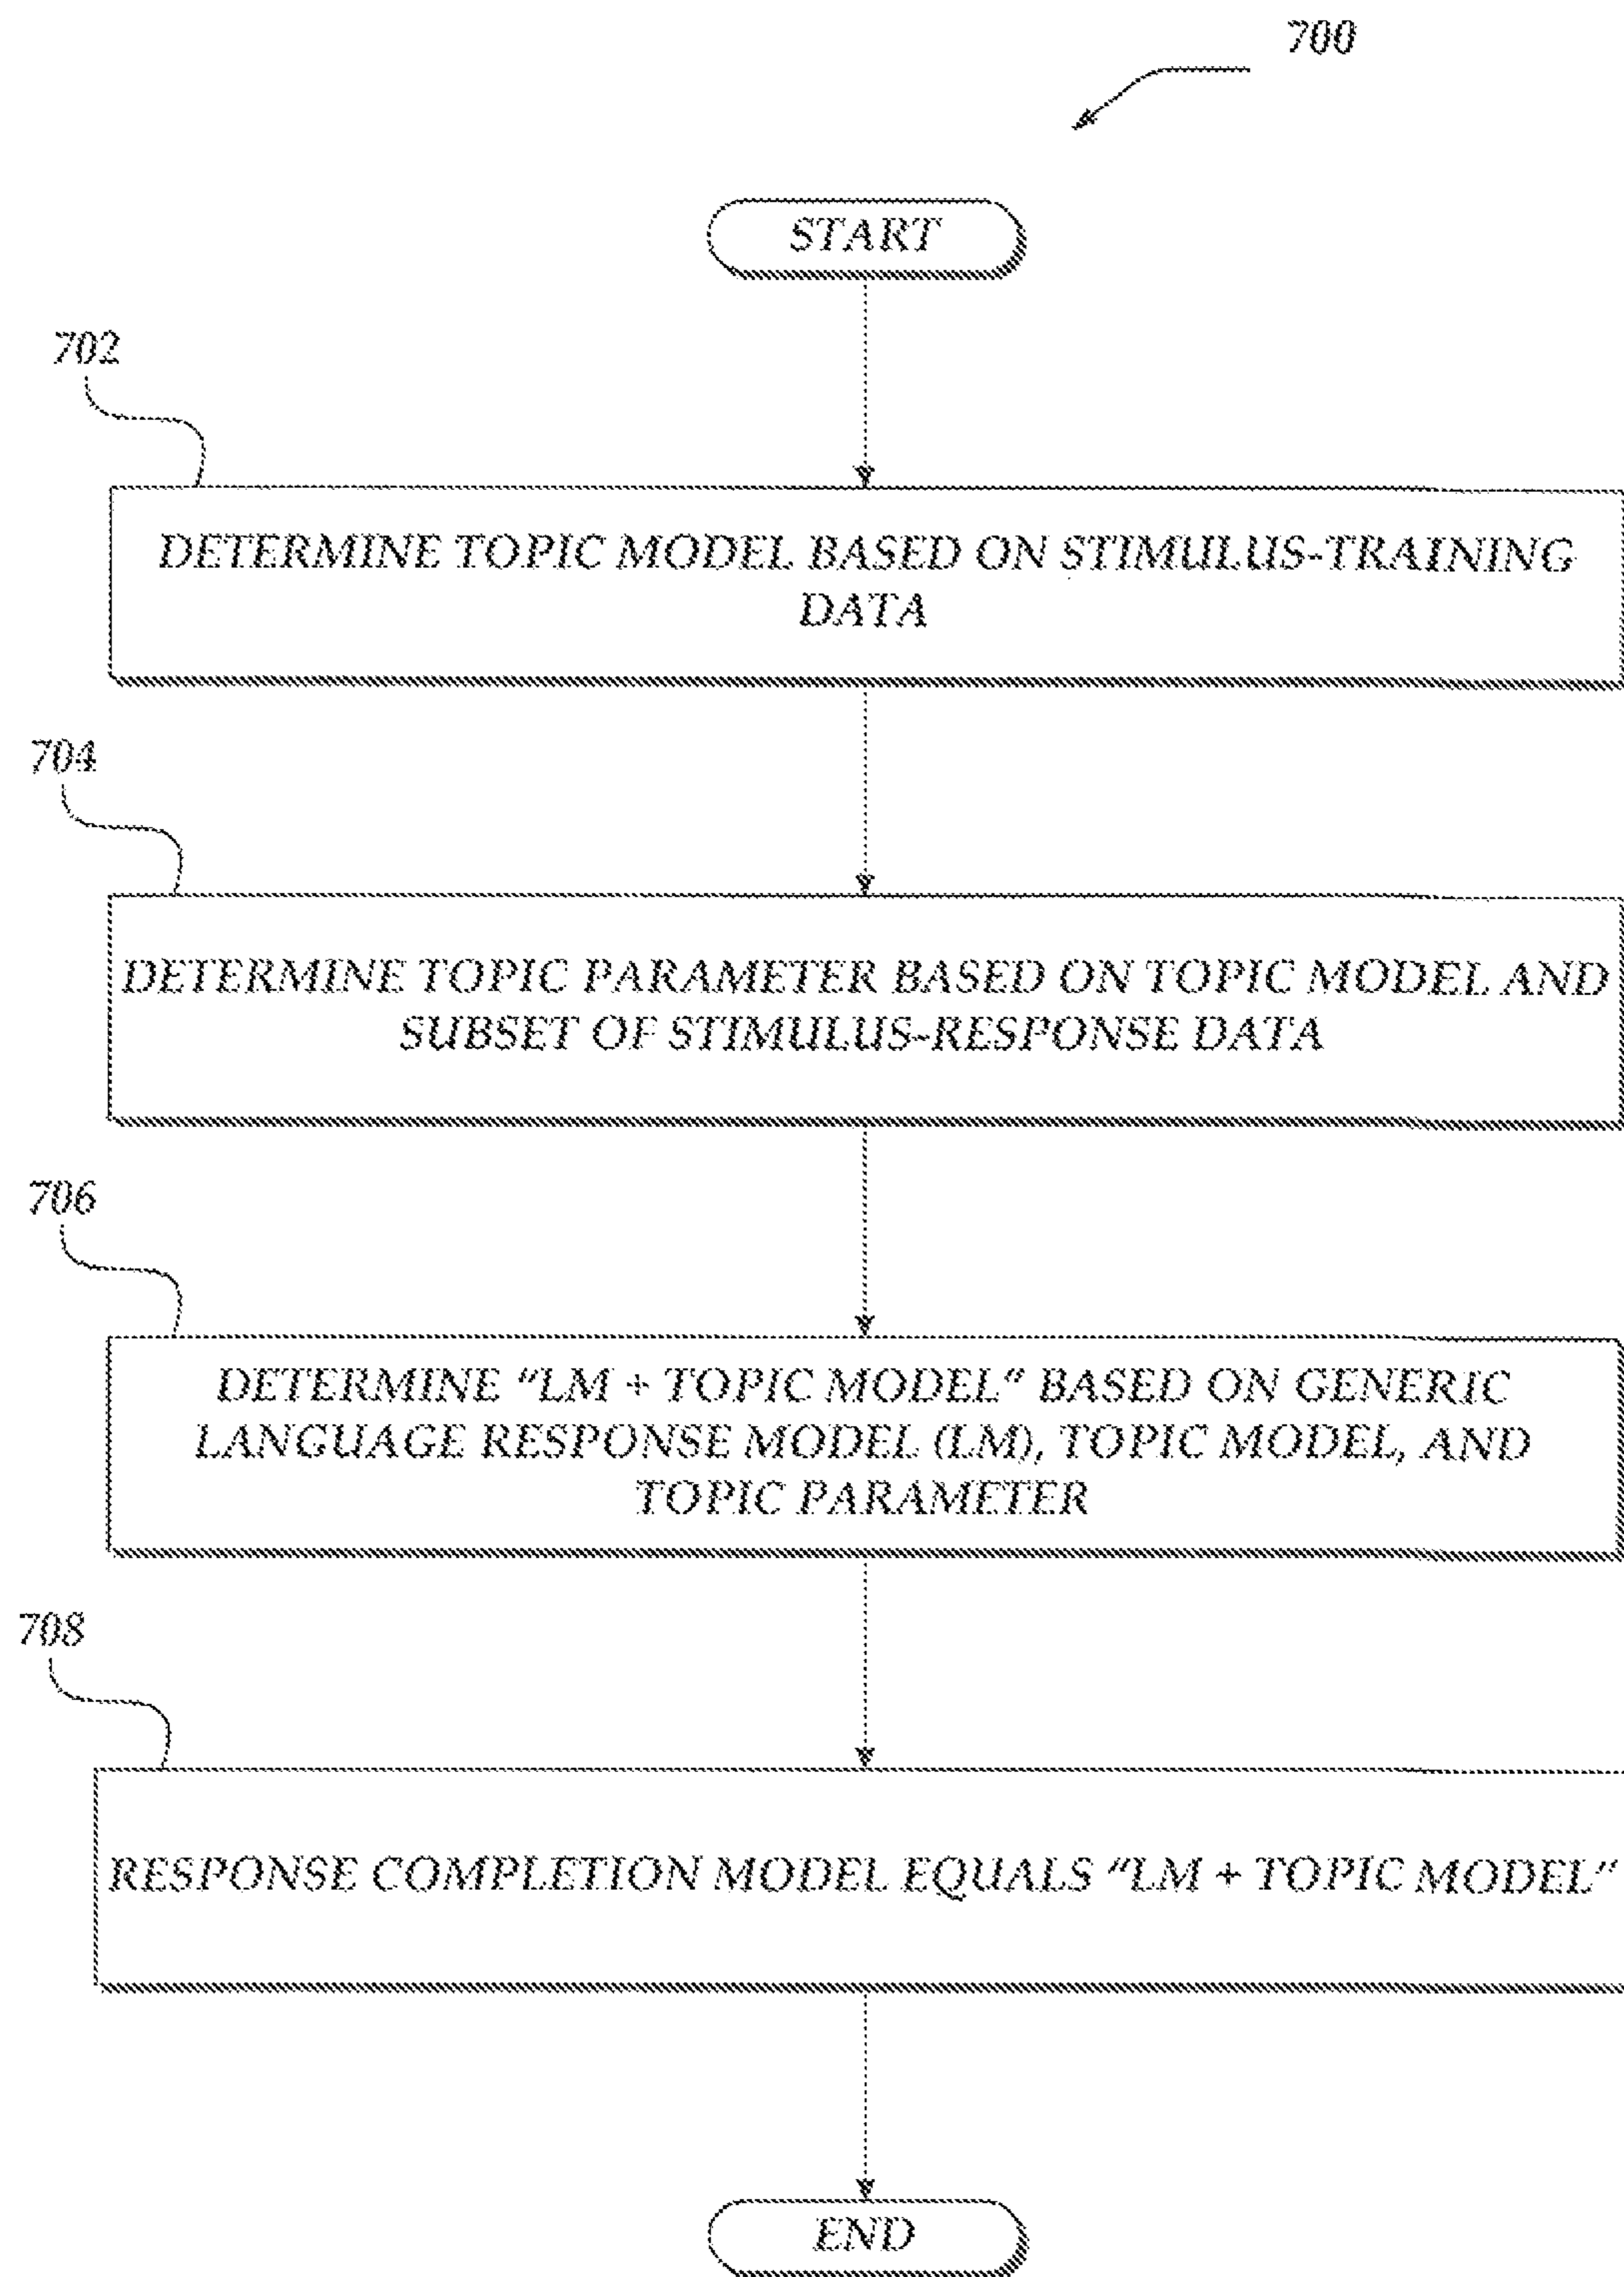 700
START
702
DETERMINE TOPIC MODEL BASED ON STIMULUS-TRAINING
DATA
704
DETERMINE TOPIC PARAMETER BASED ON TOPIC MODEL AND
SUBSET OF STIMULUS-RESPONSE DATA
706
DETERMINE "LM + TOPIC MODEL" BASED ON GENERIC
LANGUAGE RESPONSE MODEL (LM), TOPIC MODEL, AND
TOPIC PARAMETER
708
RESPONSE COMPLETION MODEL EQUALS "LM + TOPIC MODEL"
END